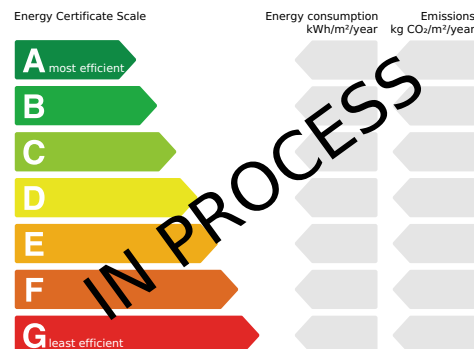 Energy Certificate Scale
Energy consumption
kWh/m²/year
Emissions
kg CO₂/m²/year
A most efficient
B
C
D
E
F
G least efficient
IN PROCESS